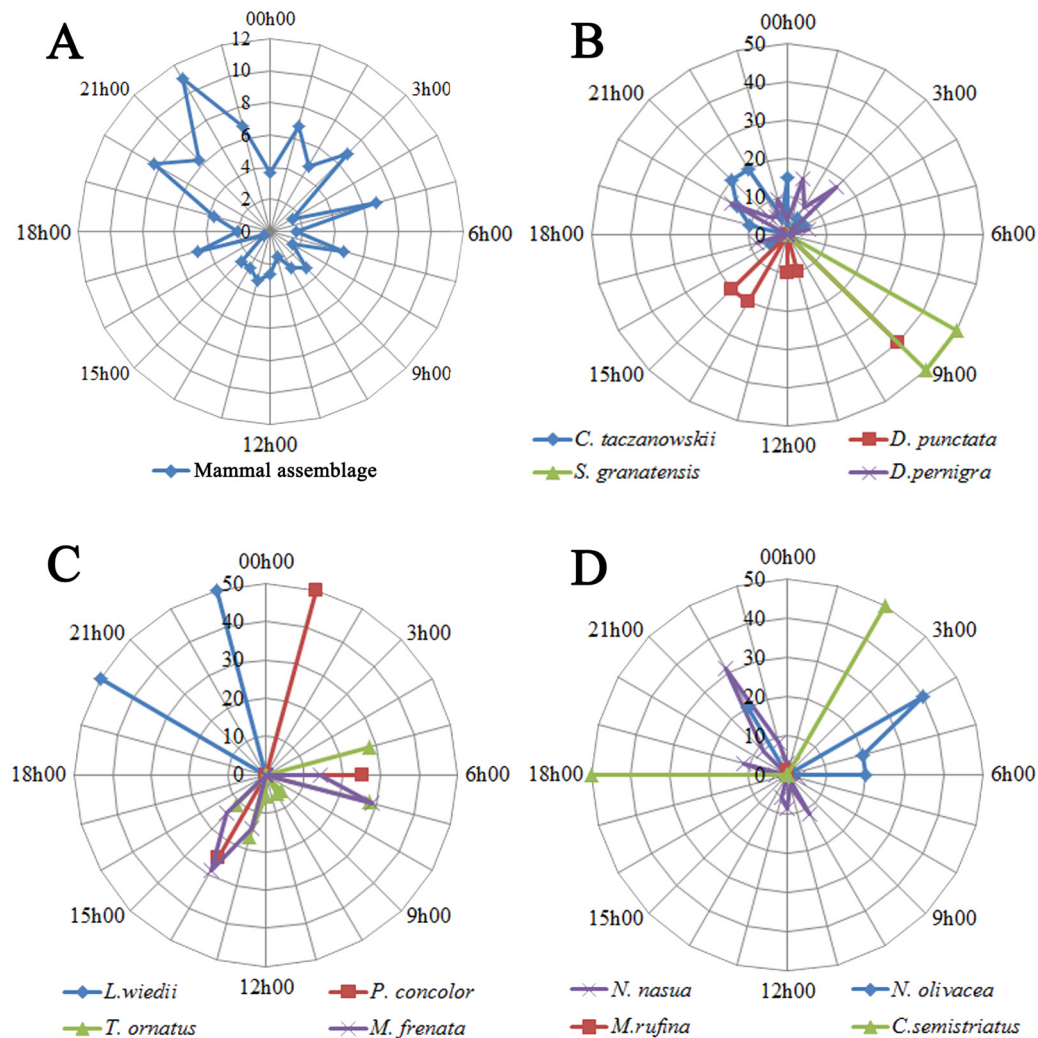 A
00h00
12
10
8
6
4
2
0
3h00
6h00
9h00
12h00
15h00
18h00
21h00
Mammal assemblage
B
00h00
50
40
30
20
10
0
3h00
6h00
9h00
12h00
15h00
18h00
21h00
C. taczanowskii
D. punctata
S. granatensis
D.pernigra
C
00h00
50
40
30
20
10
0
3h00
6h00
9h00
12h00
15h00
18h00
21h00
L.wiedii
P. concolor
T. ornatus
M. frenata
D
00h00
50
40
30
20
10
0
3h00
6h00
9h00
12h00
15h00
18h00
21h00
N. nasua
N. olivacea
M.rufina
C.semistriatus